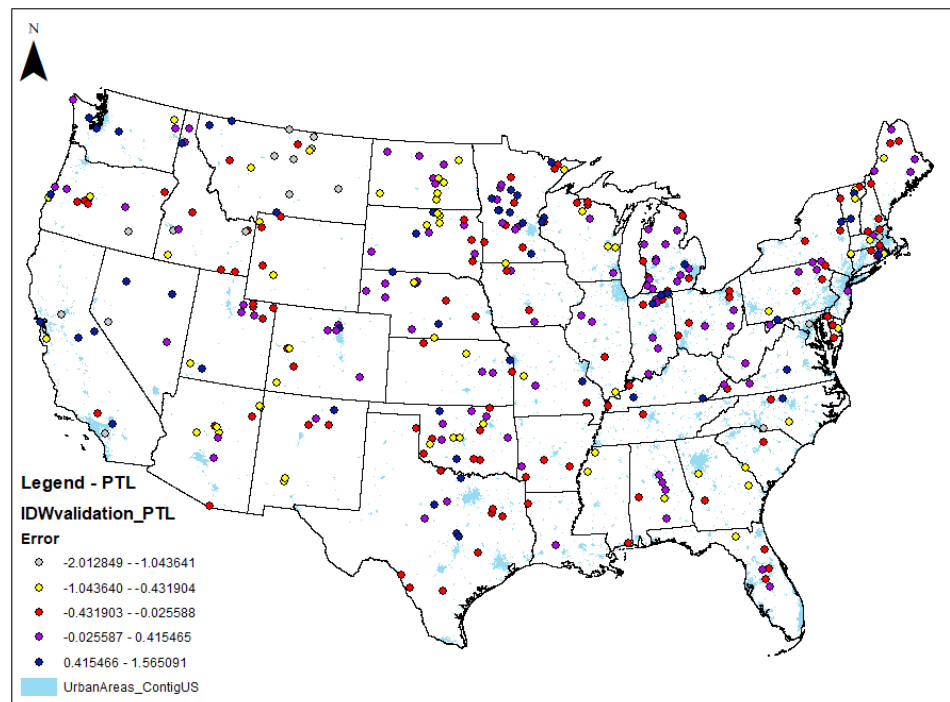 N
Legend - PTL
IDWvalidation_PTL
Error
-2.012849 - -1.043641
-1.043640 - -0.431904
-0.431903 - -0.025588
-0.025587 - 0.415465
0.415466 - 1.565091
UrbanAreas_ContigUS